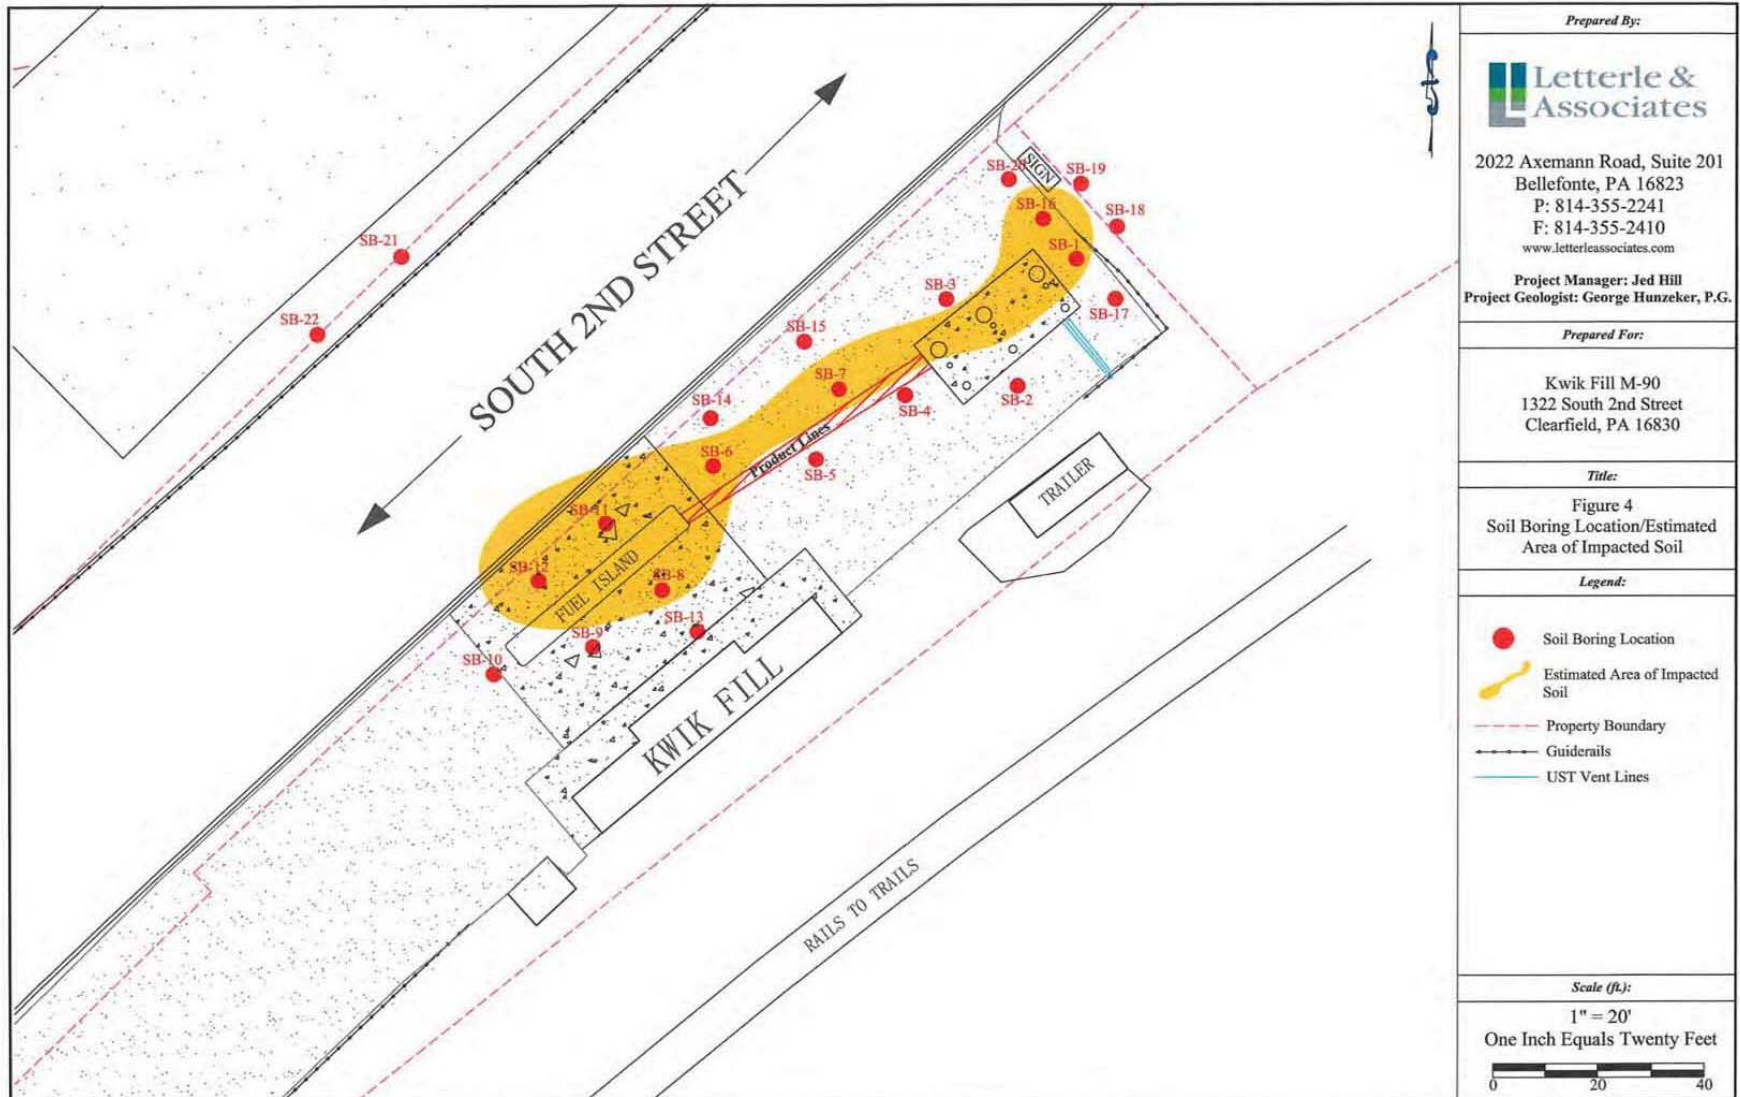 SOUTH 2ND STREET
SB-21
SB-22
SB-20
SIGN
SB-19
SB-16
SB-18
SB-1
SB-3
SB-17
SB-15
SB-7
SB-4
SB-2
SB-14
Product Lines
SB-6
SB-5
TRAILER
SB-11
SB-12
FUEL ISLAND
SB-8
SB-13
SB-9
SB-10
KWIK FILL
RAILS TO TRAILS
Prepared By:
Letterle &
Associates
2022 Axemann Road, Suite 201
Bellefonte, PA 16823
P: 814-355-2241
F: 814-355-2410
www.letterleassociates.com
Project Manager: Jed Hill
Project Geologist: George Hunzeker, P.G.
Prepared For:
Kwik Fill M-90
1322 South 2nd Street
Clearfield, PA 16830
Title:
Figure 4
Soil Boring Location/Estimated
Area of Impacted Soil
Legend:
Soil Boring Location
Estimated Area of Impacted
Soil
Property Boundary
Guiderails
UST Vent Lines
Scale (ft.):
1" = 20'
One Inch Equals Twenty Feet
0 20 40